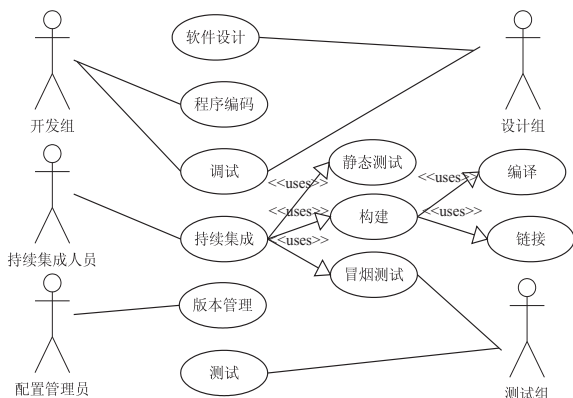 软件设计
程序编码
开发组
设计组
调试
静态测试
<<uses>>
<<uses>>
编译
<<uses>>
构建
<<uses>>
持续集成
<<uses>>
链接
持续集成人员
冒烟测试
版本管理
测试
配置管理员
测试组